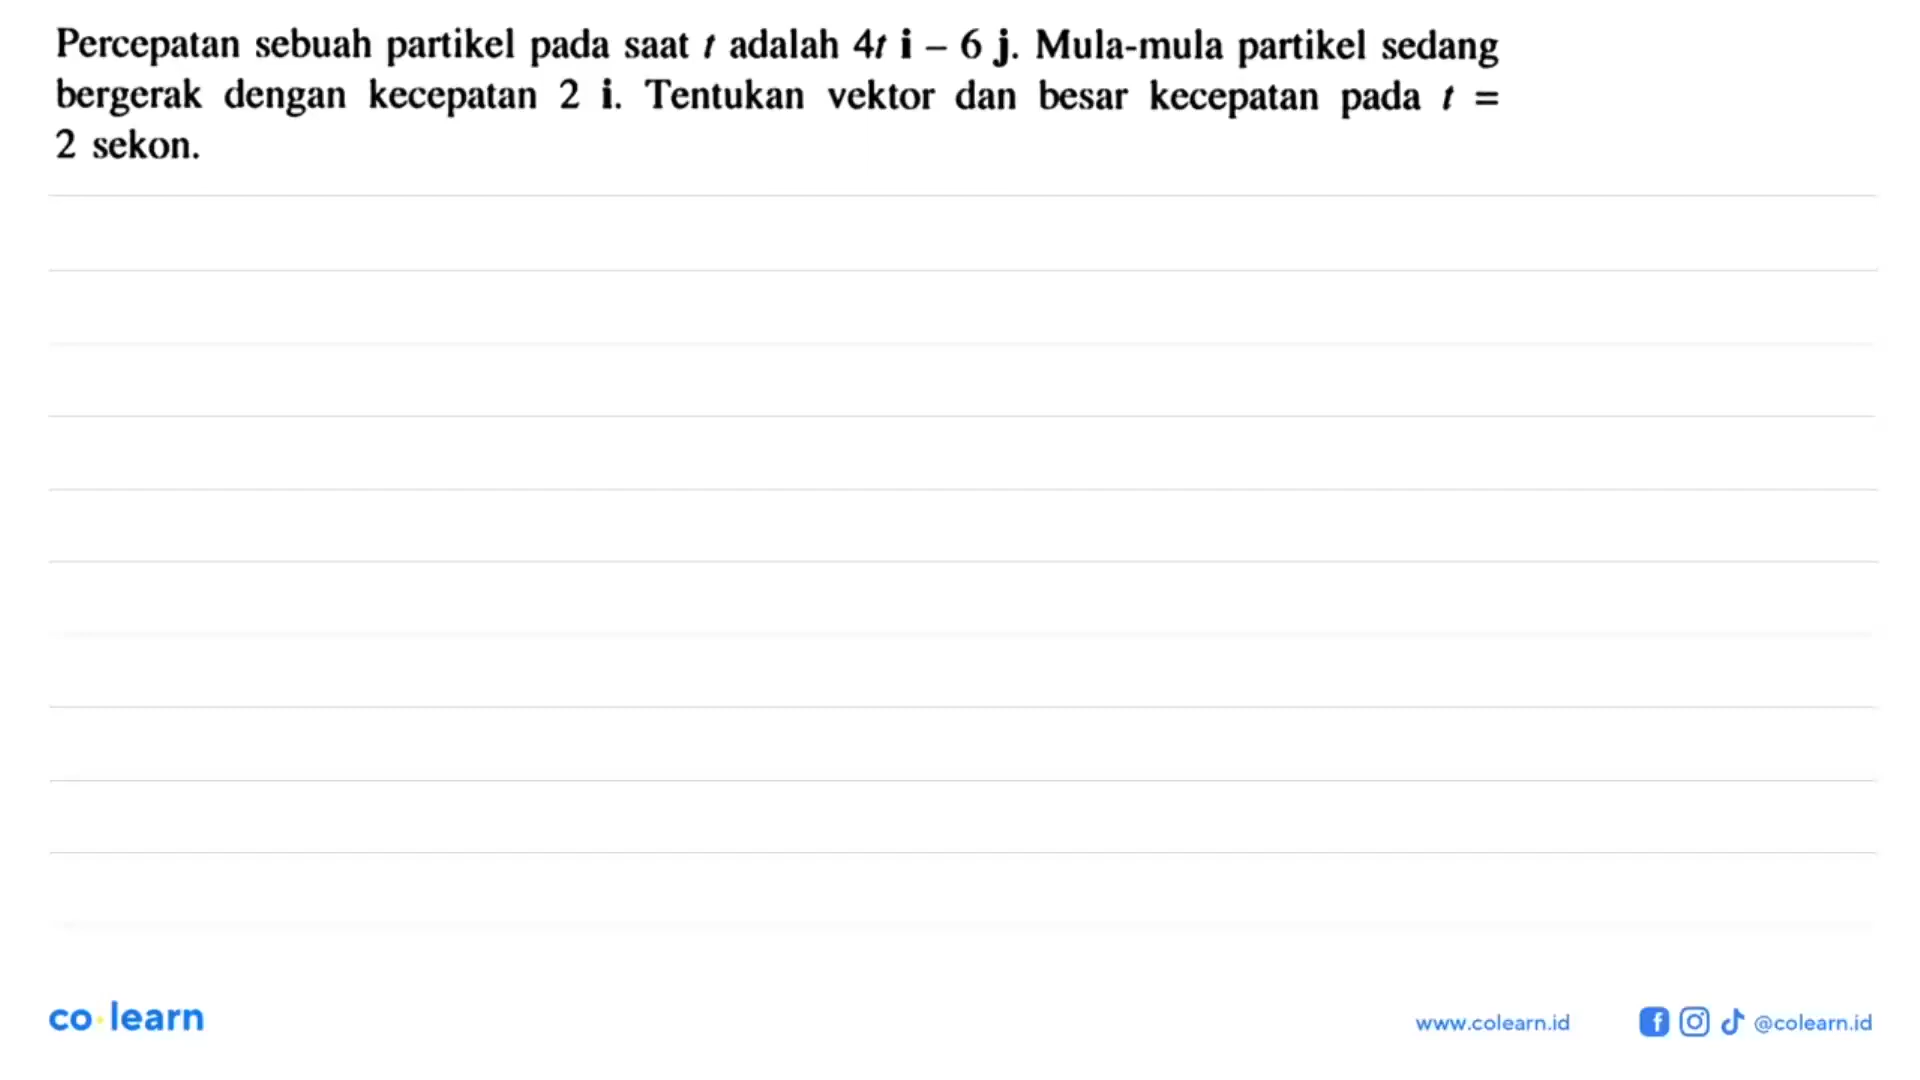 Percepatan sebuah partikel pada saat t adalah 4t i – 6 j. Mula-mula partikel sedang
bergerak dengan kecepatan 2 i. Tentukan vektor dan besar kecepatan pada t =
2 sekon.
co·learn
www.colearn.id
@colearn.id